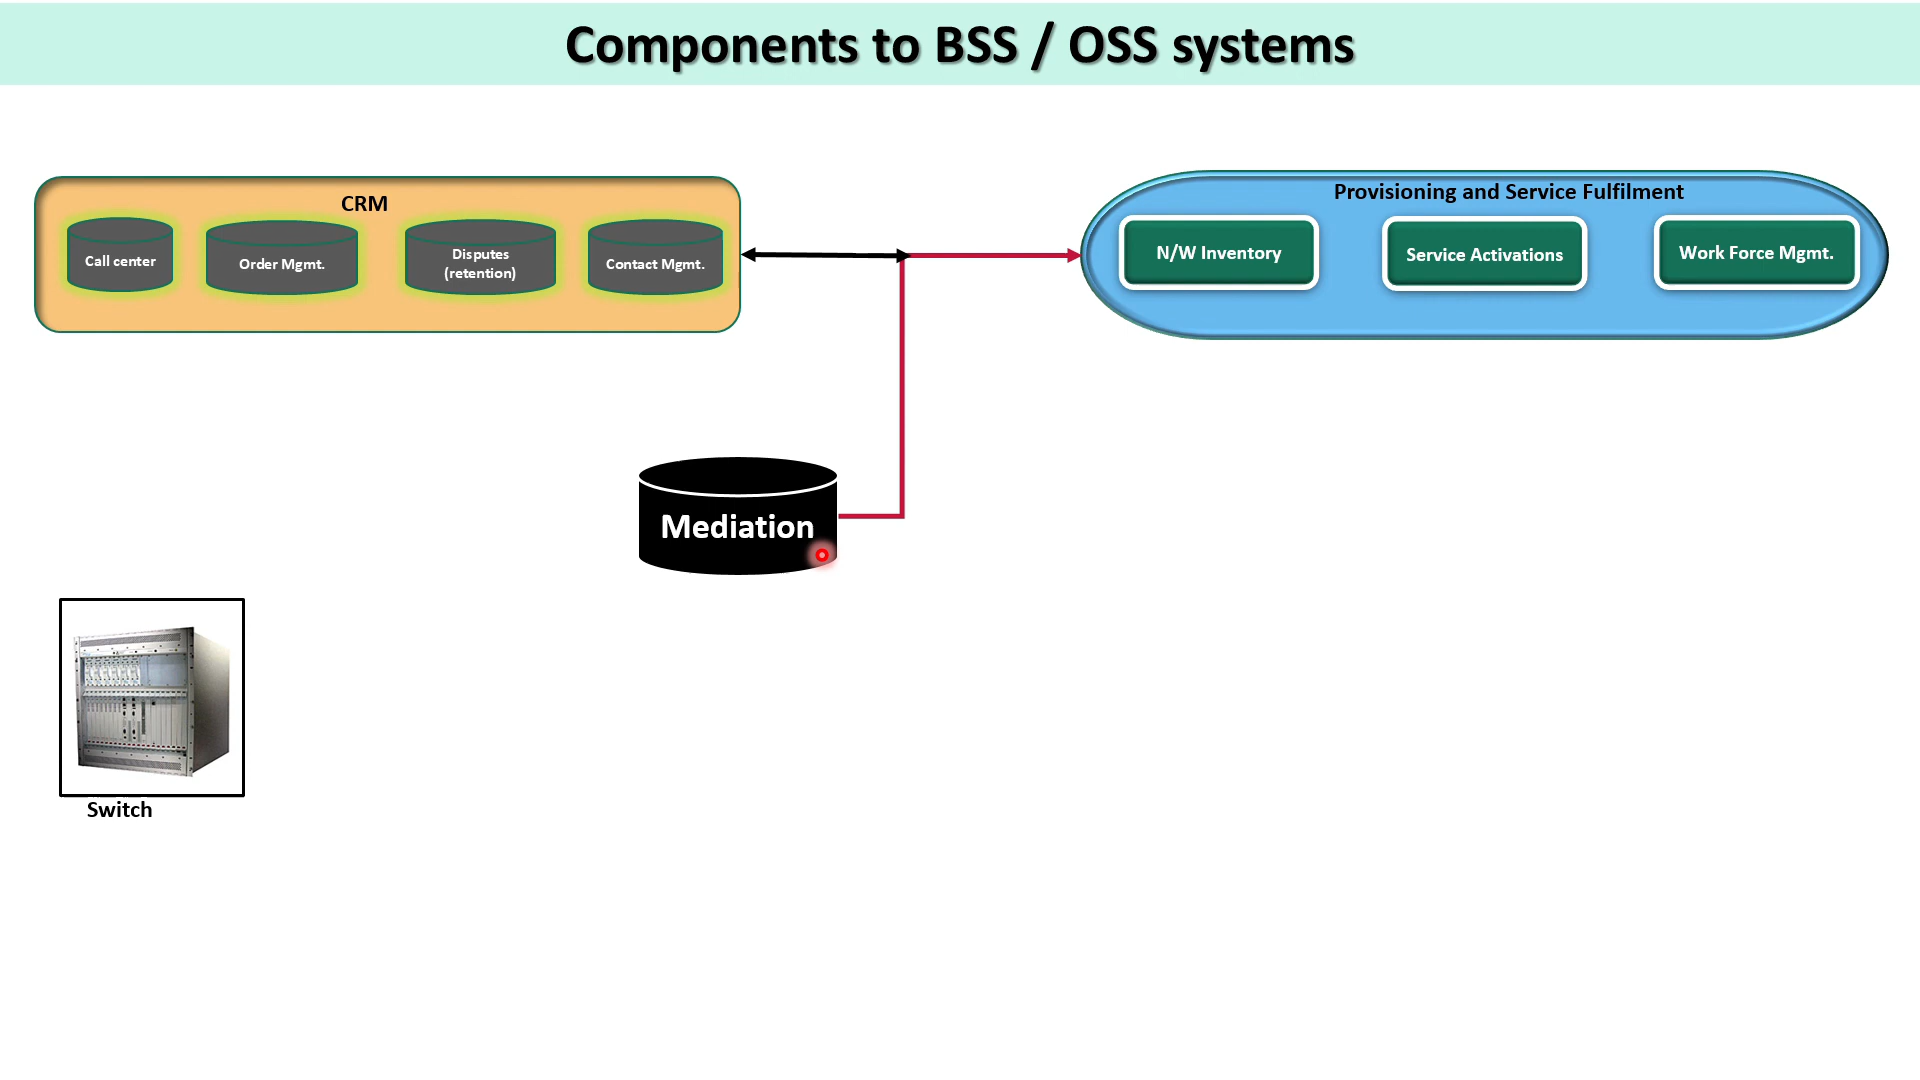 Components to BSS / OSS systems
CRM
Call center
Order Mgmt.
Disputes
(retention)
Contact Mgmt.
Provisioning and Service Fulfilment
N/W Inventory
Service Activations
Work Force Mgmt.
Mediation
Switch